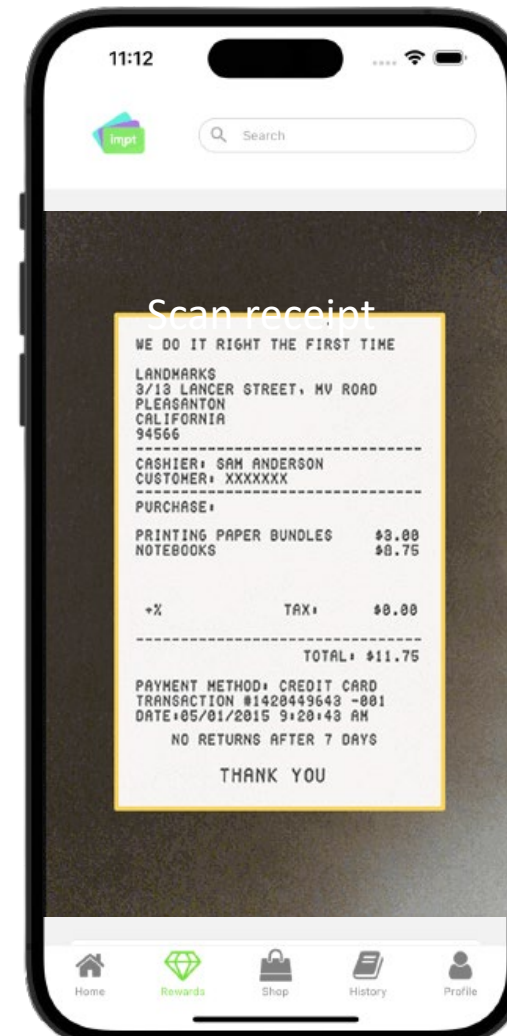 11:12
impt
Search
Scan receipt
WE DO IT RIGHT THE FIRST TIME
LANDMARKS
3/13 LANCER STREET, MV ROAD
PLEASANTON
CALIFORNIA
94566
CASHIER: SAM ANDERSON
CUSTOMER: XXXXXXX
PURCHASE:
PRINTING PAPER BUNDLES $3.00
NOTEBOOKS $8.75
+% TAX: $0.00
TOTAL: $11.75
PAYMENT METHOD: CREDIT CARD
TRANSACTION #1420449643 -001
DATE:05/01/2015 9:20:43 AM
NO RETURNS AFTER 7 DAYS
THANK YOU
Home Rewards Shop History Profile